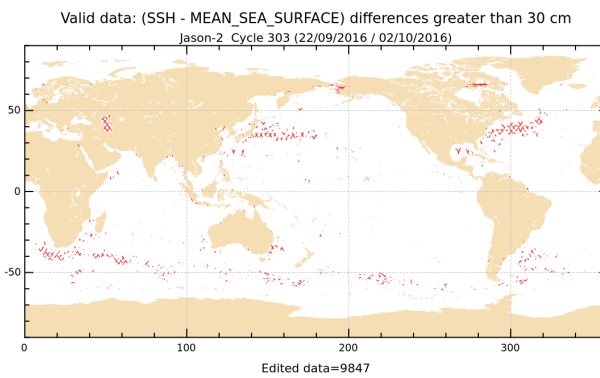 Valid data: (SSH - MEAN_SEA_SURFACE) differences greater than 30 cm
Jason-2 Cycle 303 (22/09/2016 / 02/10/2016)
50
0
-50
0 100 200 300
Edited data=9847